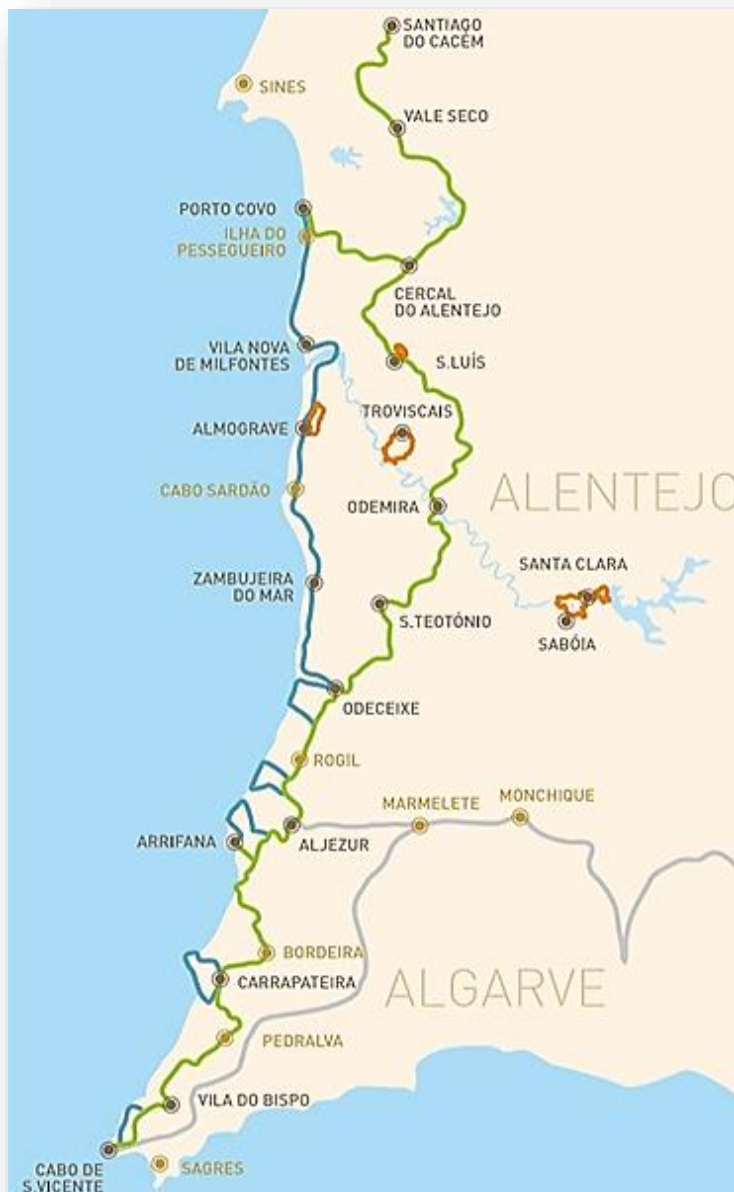 SANTIAGO
DO CACÉM
SINES
VALE SECO
PORTO COVO
ILHA DO
PESSEGUEIRO
CERCAL
DO ALENTEJO
VILA NOVA
DE MILFONTES
S.LUÍS
TROVISCAIS
ALMOGRAVE
CABO SARDÃO
ODEMIRA
ALENTEJO
SANTA CLARA
ZAMBUJEIRA
DO MAR
S.TEOTÓNIO
SABÓIA
ODECEIXE
ROGIL
MARMELETE
MONCHIQUE
ARRIFANA
ALJEZUR
BORDEIRA
CARRAPATEIRA
ALGARVE
PEDRALVA
VILA DO BISPO
CABO DE
S.VICENTE
SAGRES